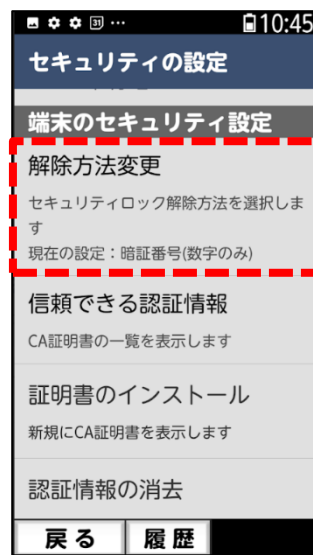 31 … 10:45
セキュリティの設定
端末のセキュリティ設定
解除方法変更
セキュリティロック解除方法を選択しま
す
現在の設定：暗証番号(数字のみ)
信頼できる認証情報
CA証明書の一覧を表示します
証明書のインストール
新規にCA証明書を表示します
認証情報の消去
戻る 履歴